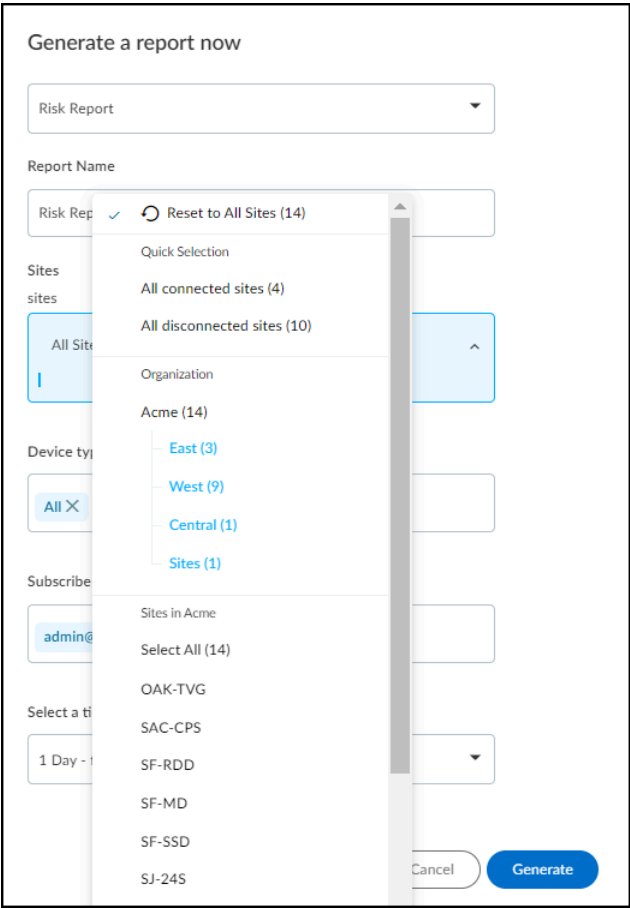 Generate a report now
Risk Report
Report Name
Risk Rep
Reset to All Sites (14)
Quick Selection
Sites
sites
All connected sites (4)
All disconnected sites (10)
All Site
Organization
Acme (14)
East (3)
Device ty
West (9)
All
Central (1)
Sites (1)
Subscribe
Sites in Acme
admin@
Select All (14)
OAK-TVG
Select a ti
SAC-CPS
1 Day -
SF-RDD
SF-MD
SF-SSD
SJ-24S
Cancel
Generate